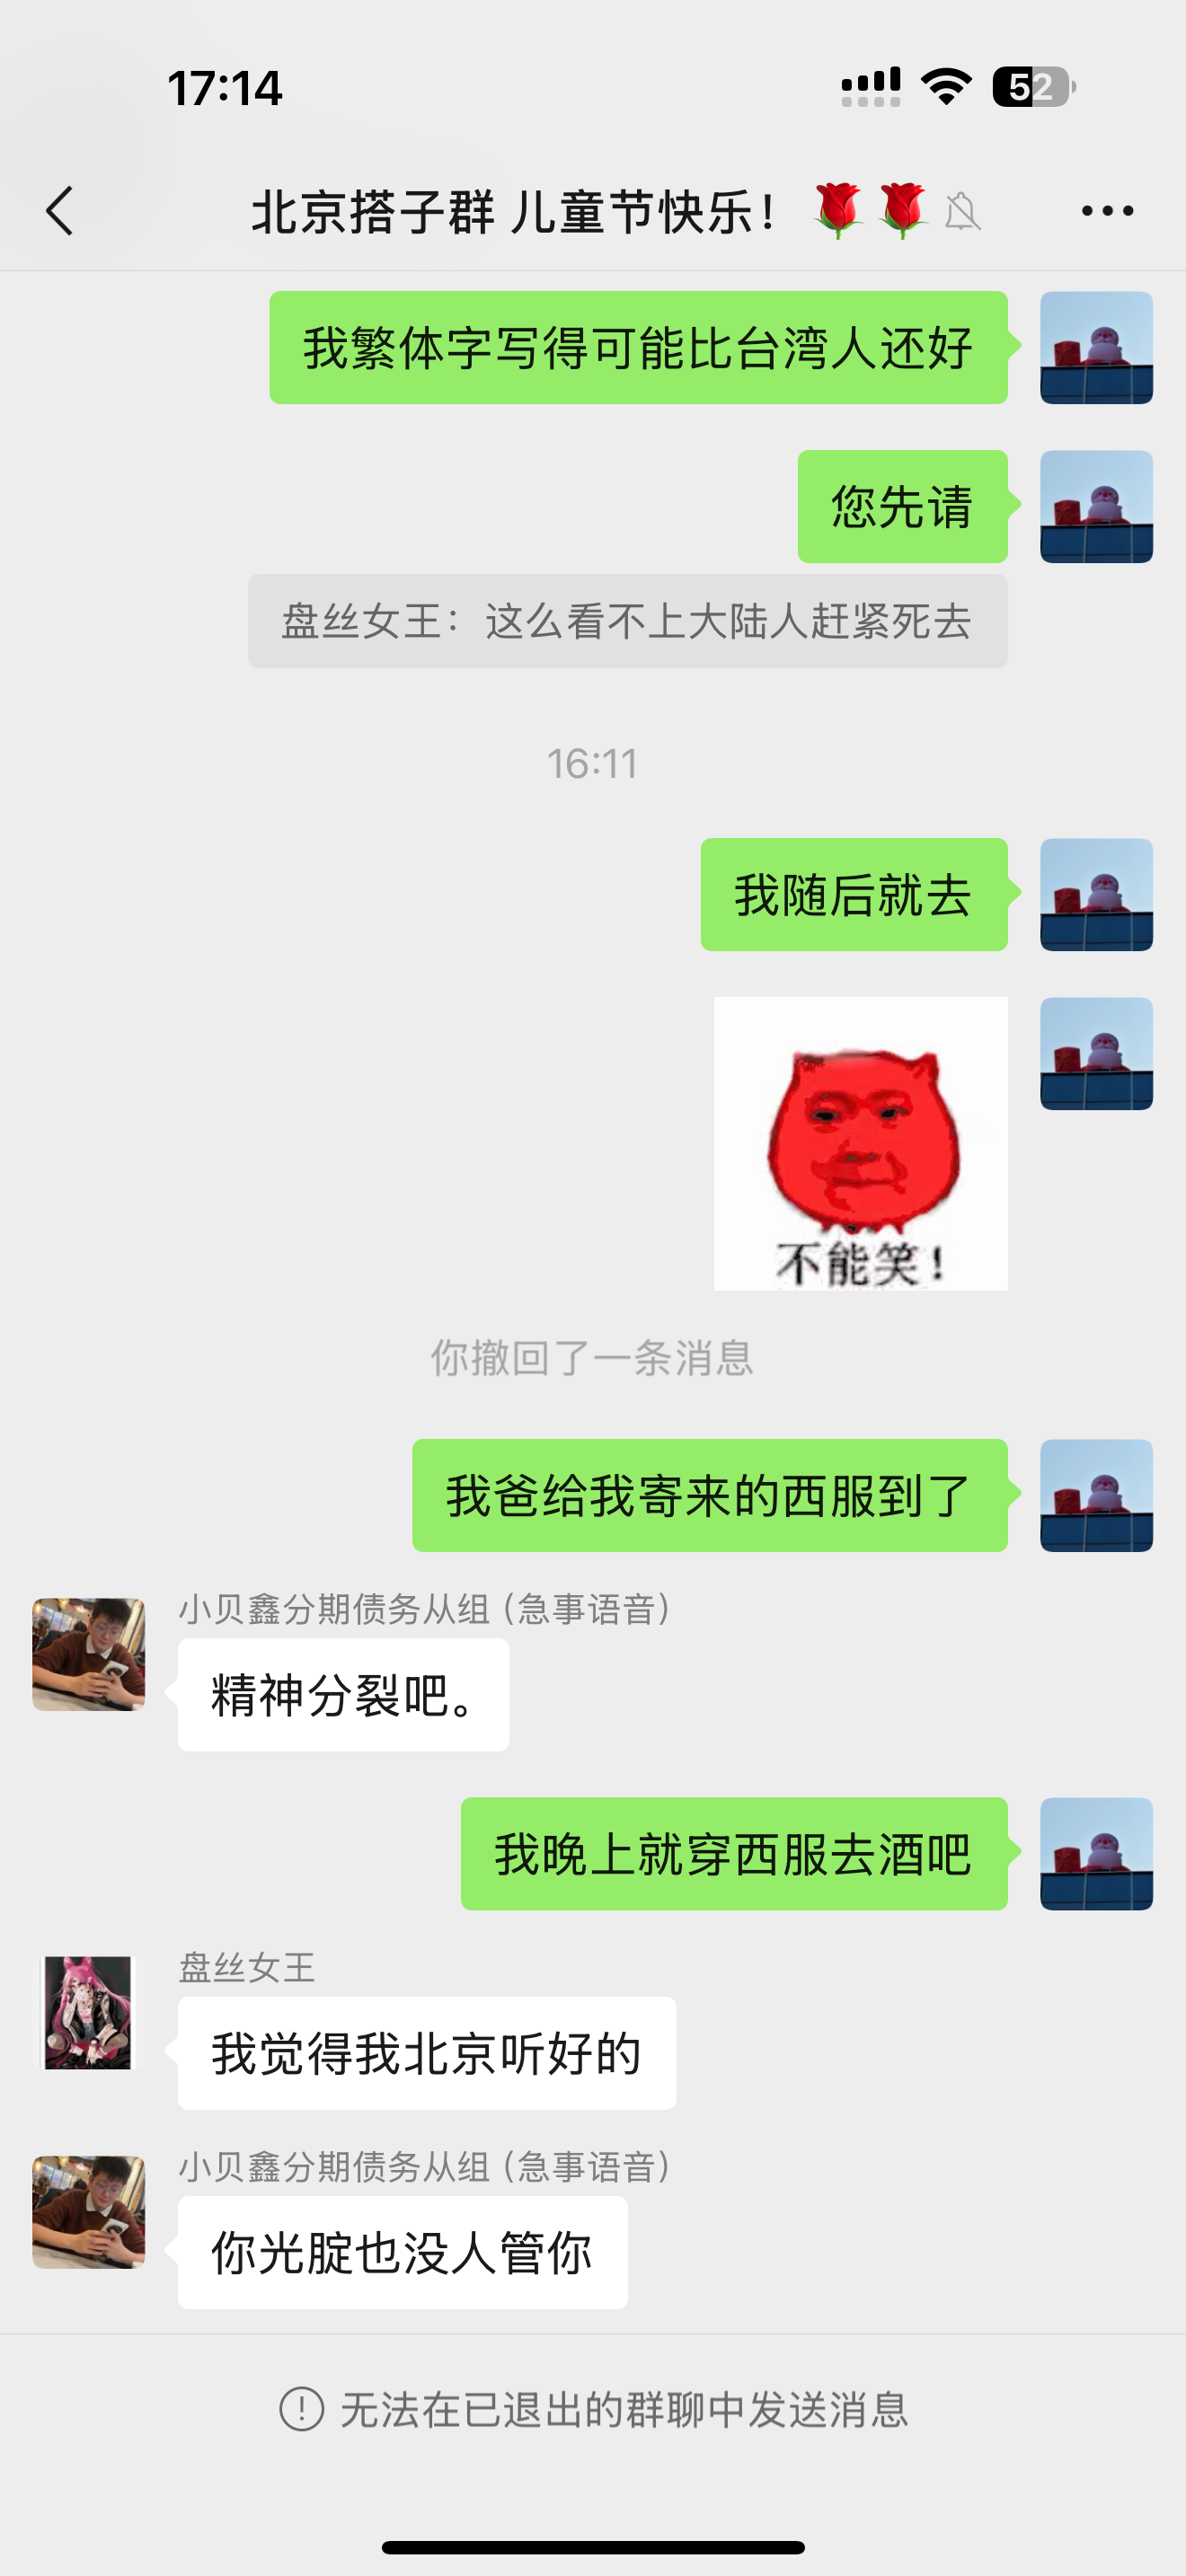 17:14
52
北京搭子群 儿童节快乐！🌹🌹
我繁体字写得可能比台湾人还好
您先请
盘丝女王：这么看不上大陆人赶紧死去
16:11
我随后就去
不能笑！
你撤回了一条消息
我爸给我寄来的西服到了
小贝鑫分期债务从组（急事语音）
精神分裂吧。
我晚上就穿西服去酒吧
盘丝女王
我觉得我北京听好的
小贝鑫分期债务从组（急事语音）
你光腚也没人管你
无法在已退出的群聊中发送消息